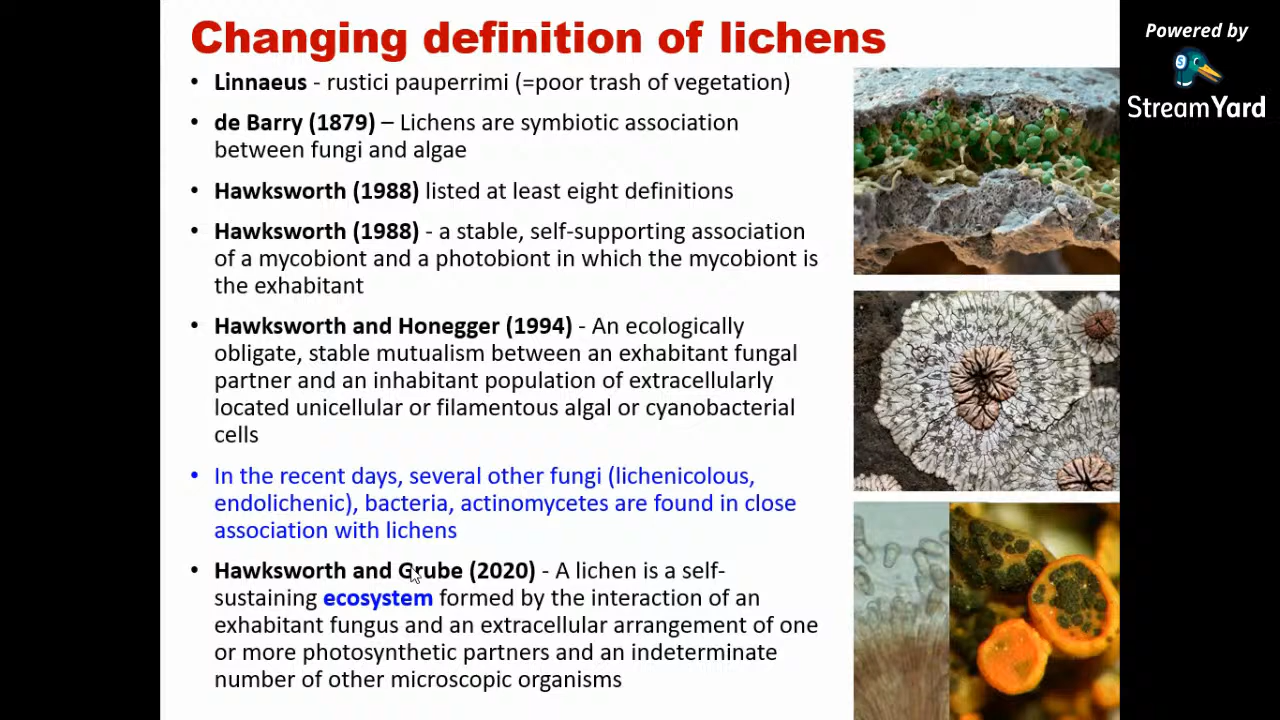 Changing definition of lichens
• Linnaeus - rustici pauperrimi (=poor trash of vegetation)
• de Barry (1879) – Lichens are symbiotic association
between fungi and algae
• Hawksworth (1988) listed at least eight definitions
• Hawksworth (1988) - a stable, self-supporting association
of a mycobiont and a photobiont in which the mycobiont is
the exhabitant
• Hawksworth and Honegger (1994) - An ecologically
obligate, stable mutualism between an exhabitant fungal
partner and an inhabitant population of extracellularly
located unicellular or filamentous algal or cyanobacterial
cells
• In the recent days, several other fungi (lichenicolous,
endolichenic), bacteria, actinomycetes are found in close
association with lichens
• Hawksworth and Grube (2020) - A lichen is a self-
sustaining ecosystem formed by the interaction of an
exhabitant fungus and an extracellular arrangement of one
or more photosynthetic partners and an indeterminate
number of other microscopic organisms
Powered by
StreamYard